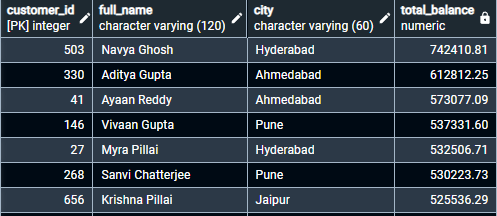 customer_id full_name city total_balance
[PK] integer character varying (120) character varying (60) numeric
503 Navya Ghosh Hyderabad 742410.81
330 Aditya Gupta Ahmedabad 612812.25
41 Ayaan Reddy Ahmedabad 573077.09
146 Vivaan Gupta Pune 537331.60
27 Myra Pillai Hyderabad 532506.71
268 Sanvi Chatterjee Pune 530223.73
656 Krishna Pillai Jaipur 525536.29